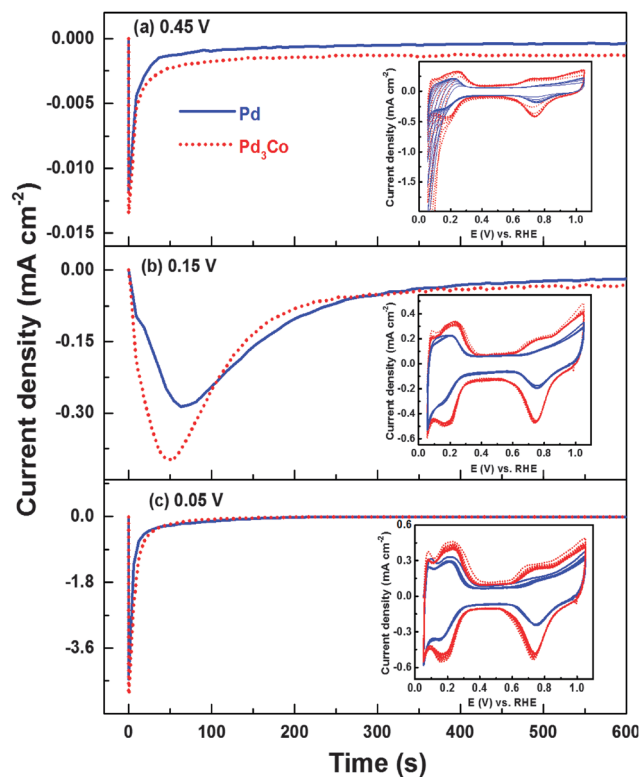 (a) 0.45 V
0.000
-0.005
-0.010
-0.015
Pd
Pd₃Co
Current density (mA cm⁻²)
0.5
0.0
-0.5
-1.0
-1.5
0.0 0.2 0.4 0.6 0.8 1.0
E (V) vs. RHE
(b) 0.15 V
0.00
-0.15
-0.30
Current density (mA cm⁻²)
Current density (mA cm⁻²)
0.4
0.2
0.0
-0.2
-0.4
-0.6
0.0 0.2 0.4 0.6 0.8 1.0
E (V) vs. RHE
(c) 0.05 V
0.0
-1.8
-3.6
Current density (mA cm⁻²)
0.6
0.3
0.0
-0.3
-0.6
0.0 0.2 0.4 0.6 0.8 1.0
E (V) vs. RHE
0 100 200 300 400 500 600
Time (s)